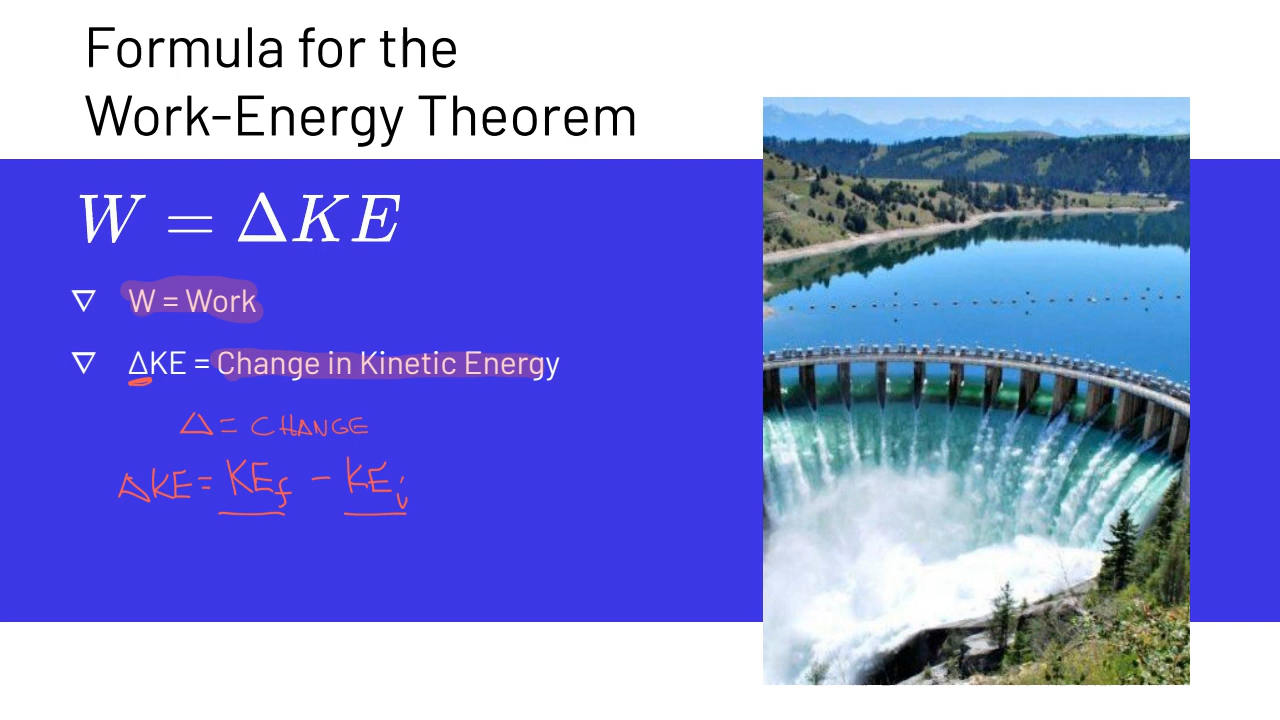 Formula for the
Work-Energy Theorem
W = ΔKE
W = Work
ΔKE = Change in Kinetic Energy
Δ = CHANGE
ΔKE = KEf - KEi